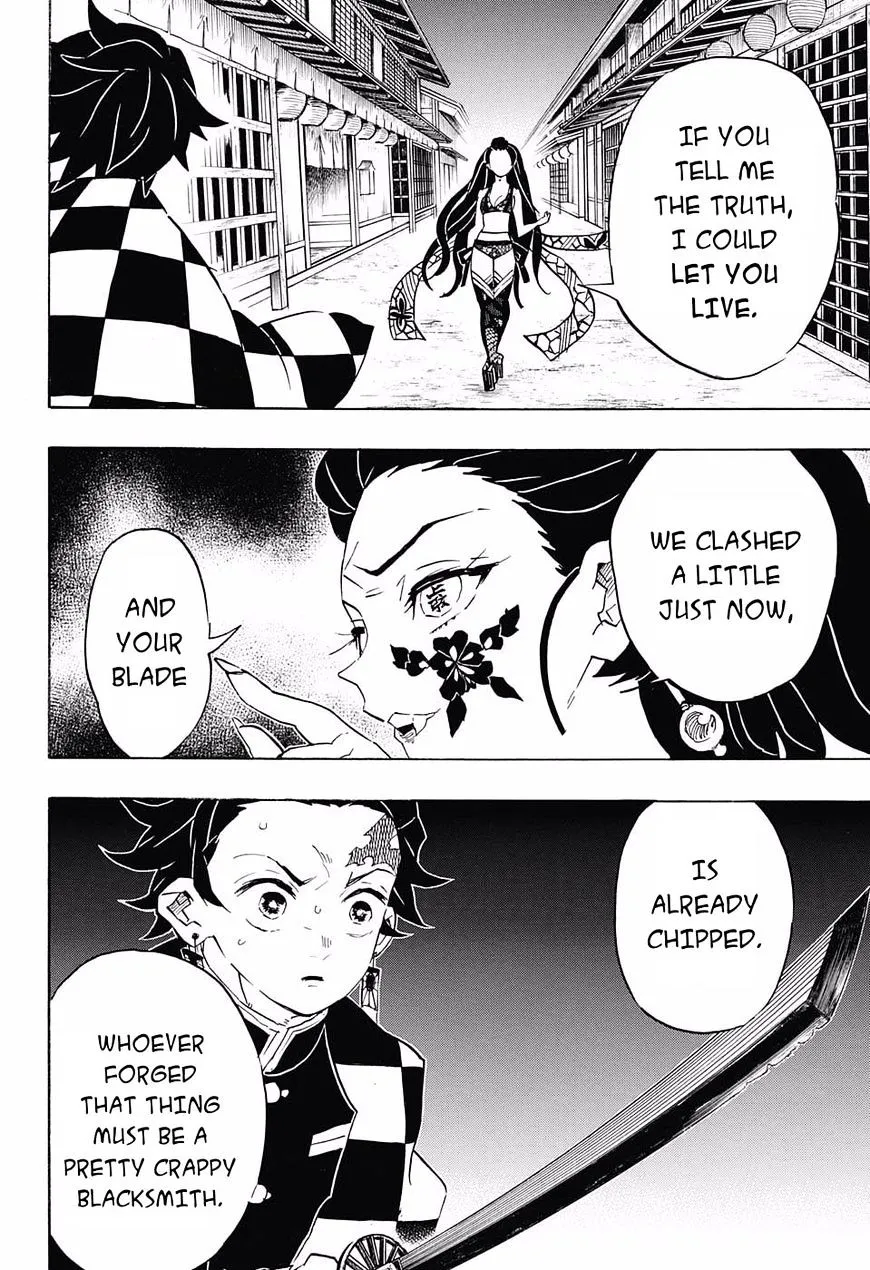 IF YOU
TELL ME
THE TRUTH,
I COULD
LET YOU
LIVE.
WE CLASHED
A LITTLE
JUST NOW,
AND
YOUR
BLADE
IS
ALREADY
CHIPPED.
WHOEVER
FORGED
THAT THING
MUST BE A
PRETTY CRAPPY
BLACKSMITH.